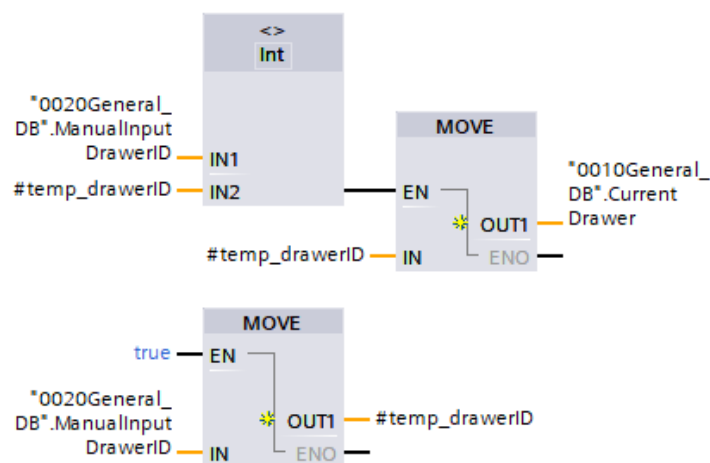 <>
Int
"0020General_
DB".ManualInput
DrawerID
IN1
#temp_drawerID
IN2
MOVE
EN
"0010General_
DB".Current
Drawer
OUT1
#temp_drawerID
IN
ENO
MOVE
true
EN
"0020General_
DB".ManualInput
DrawerID
OUT1
#temp_drawerID
IN
ENO